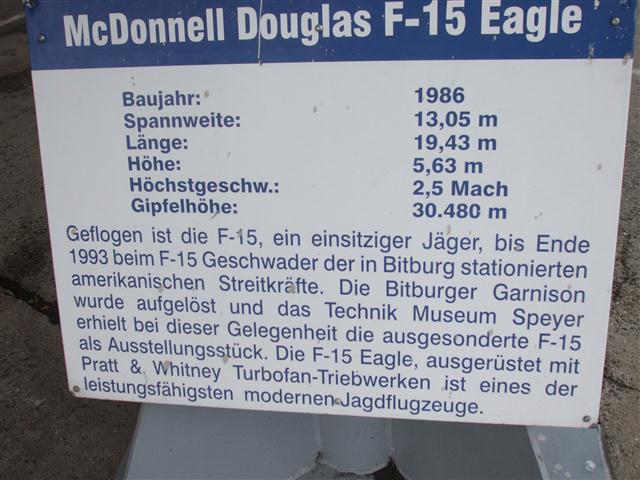 McDonnell Douglas F-15 Eagle
Baujahr: 1986
Spannweite: 13,05 m
Länge: 19,43 m
Höhe: 5,63 m
Höchstgeschw.: 2,5 Mach
Gipfelhöhe: 30.480 m
Geflogen ist die F-15, ein einsitziger Jäger, bis Ende
1993 beim F-15 Geschwader der in Bitburg stationierten
amerikanischen Streitkräfte. Die Bitburger Garnison
wurde aufgelöst und das Technik Museum Speyer
erhielt bei dieser Gelegenheit die ausgesonderte F-15
als Ausstellungsstück. Die F-15 Eagle, ausgerüstet mit
Pratt & Whitney Turbofan-Triebwerken ist eines der
leistungsfähigsten modernen Jagdflugzeuge.